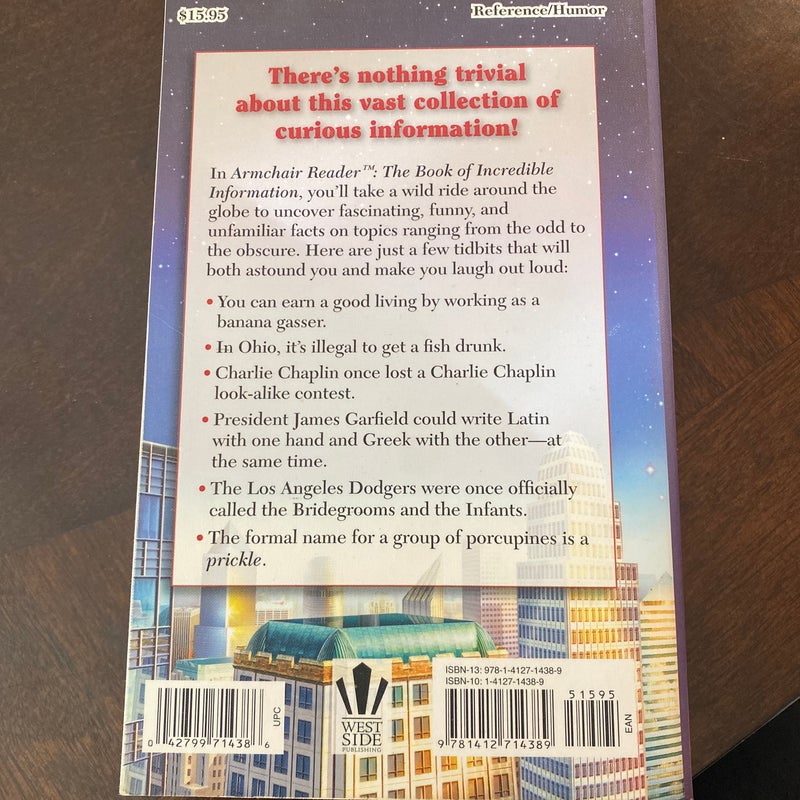 $15.95
Reference/Humor
There's nothing trivial
about this vast collection of
curious information!
In Armchair Reader™: The Book of Incredible
Information, you'll take a wild ride around the
globe to uncover fascinating, funny, and
unfamiliar facts on topics ranging from the odd to
the obscure. Here are just a few tidbits that will
both astound you and make you laugh out loud:
• You can earn a good living by working as a
banana gasser.
• In Ohio, it's illegal to get a fish drunk.
• Charlie Chaplin once lost a Charlie Chaplin
look-alike contest.
• President James Garfield could write Latin
with one hand and Greek with the other—at
the same time.
• The Los Angeles Dodgers were once officially
called the Bridegrooms and the Infants.
• The formal name for a group of porcupines is a
prickle.
ISBN-13: 978-1-4127-1438-9
ISBN-10: 1-4127-1438-9
51595
EAN
9 781412 714389
WEST
SIDE
PUBLISHING
UPC
0 42799 71438 6